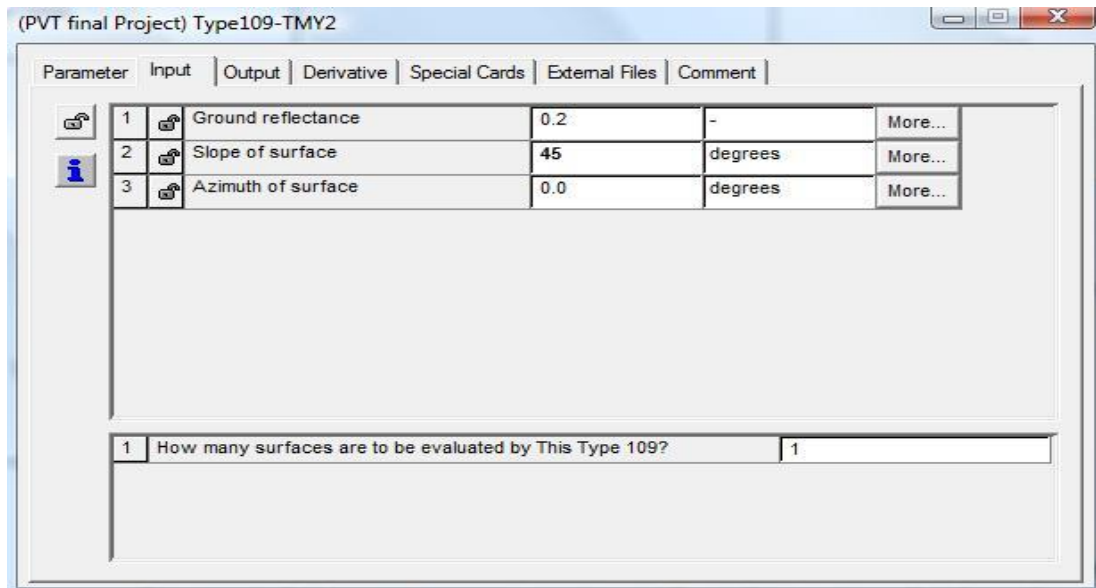 (PVT final Project) Type109-TMY2
Parameter Input Output Derivative Special Cards External Files Comment
1 Ground reflectance 0.2 - More...
2 Slope of surface 45 degrees More...
3 Azimuth of surface 0.0 degrees More...
1 How many surfaces are to be evaluated by This Type 109? 1